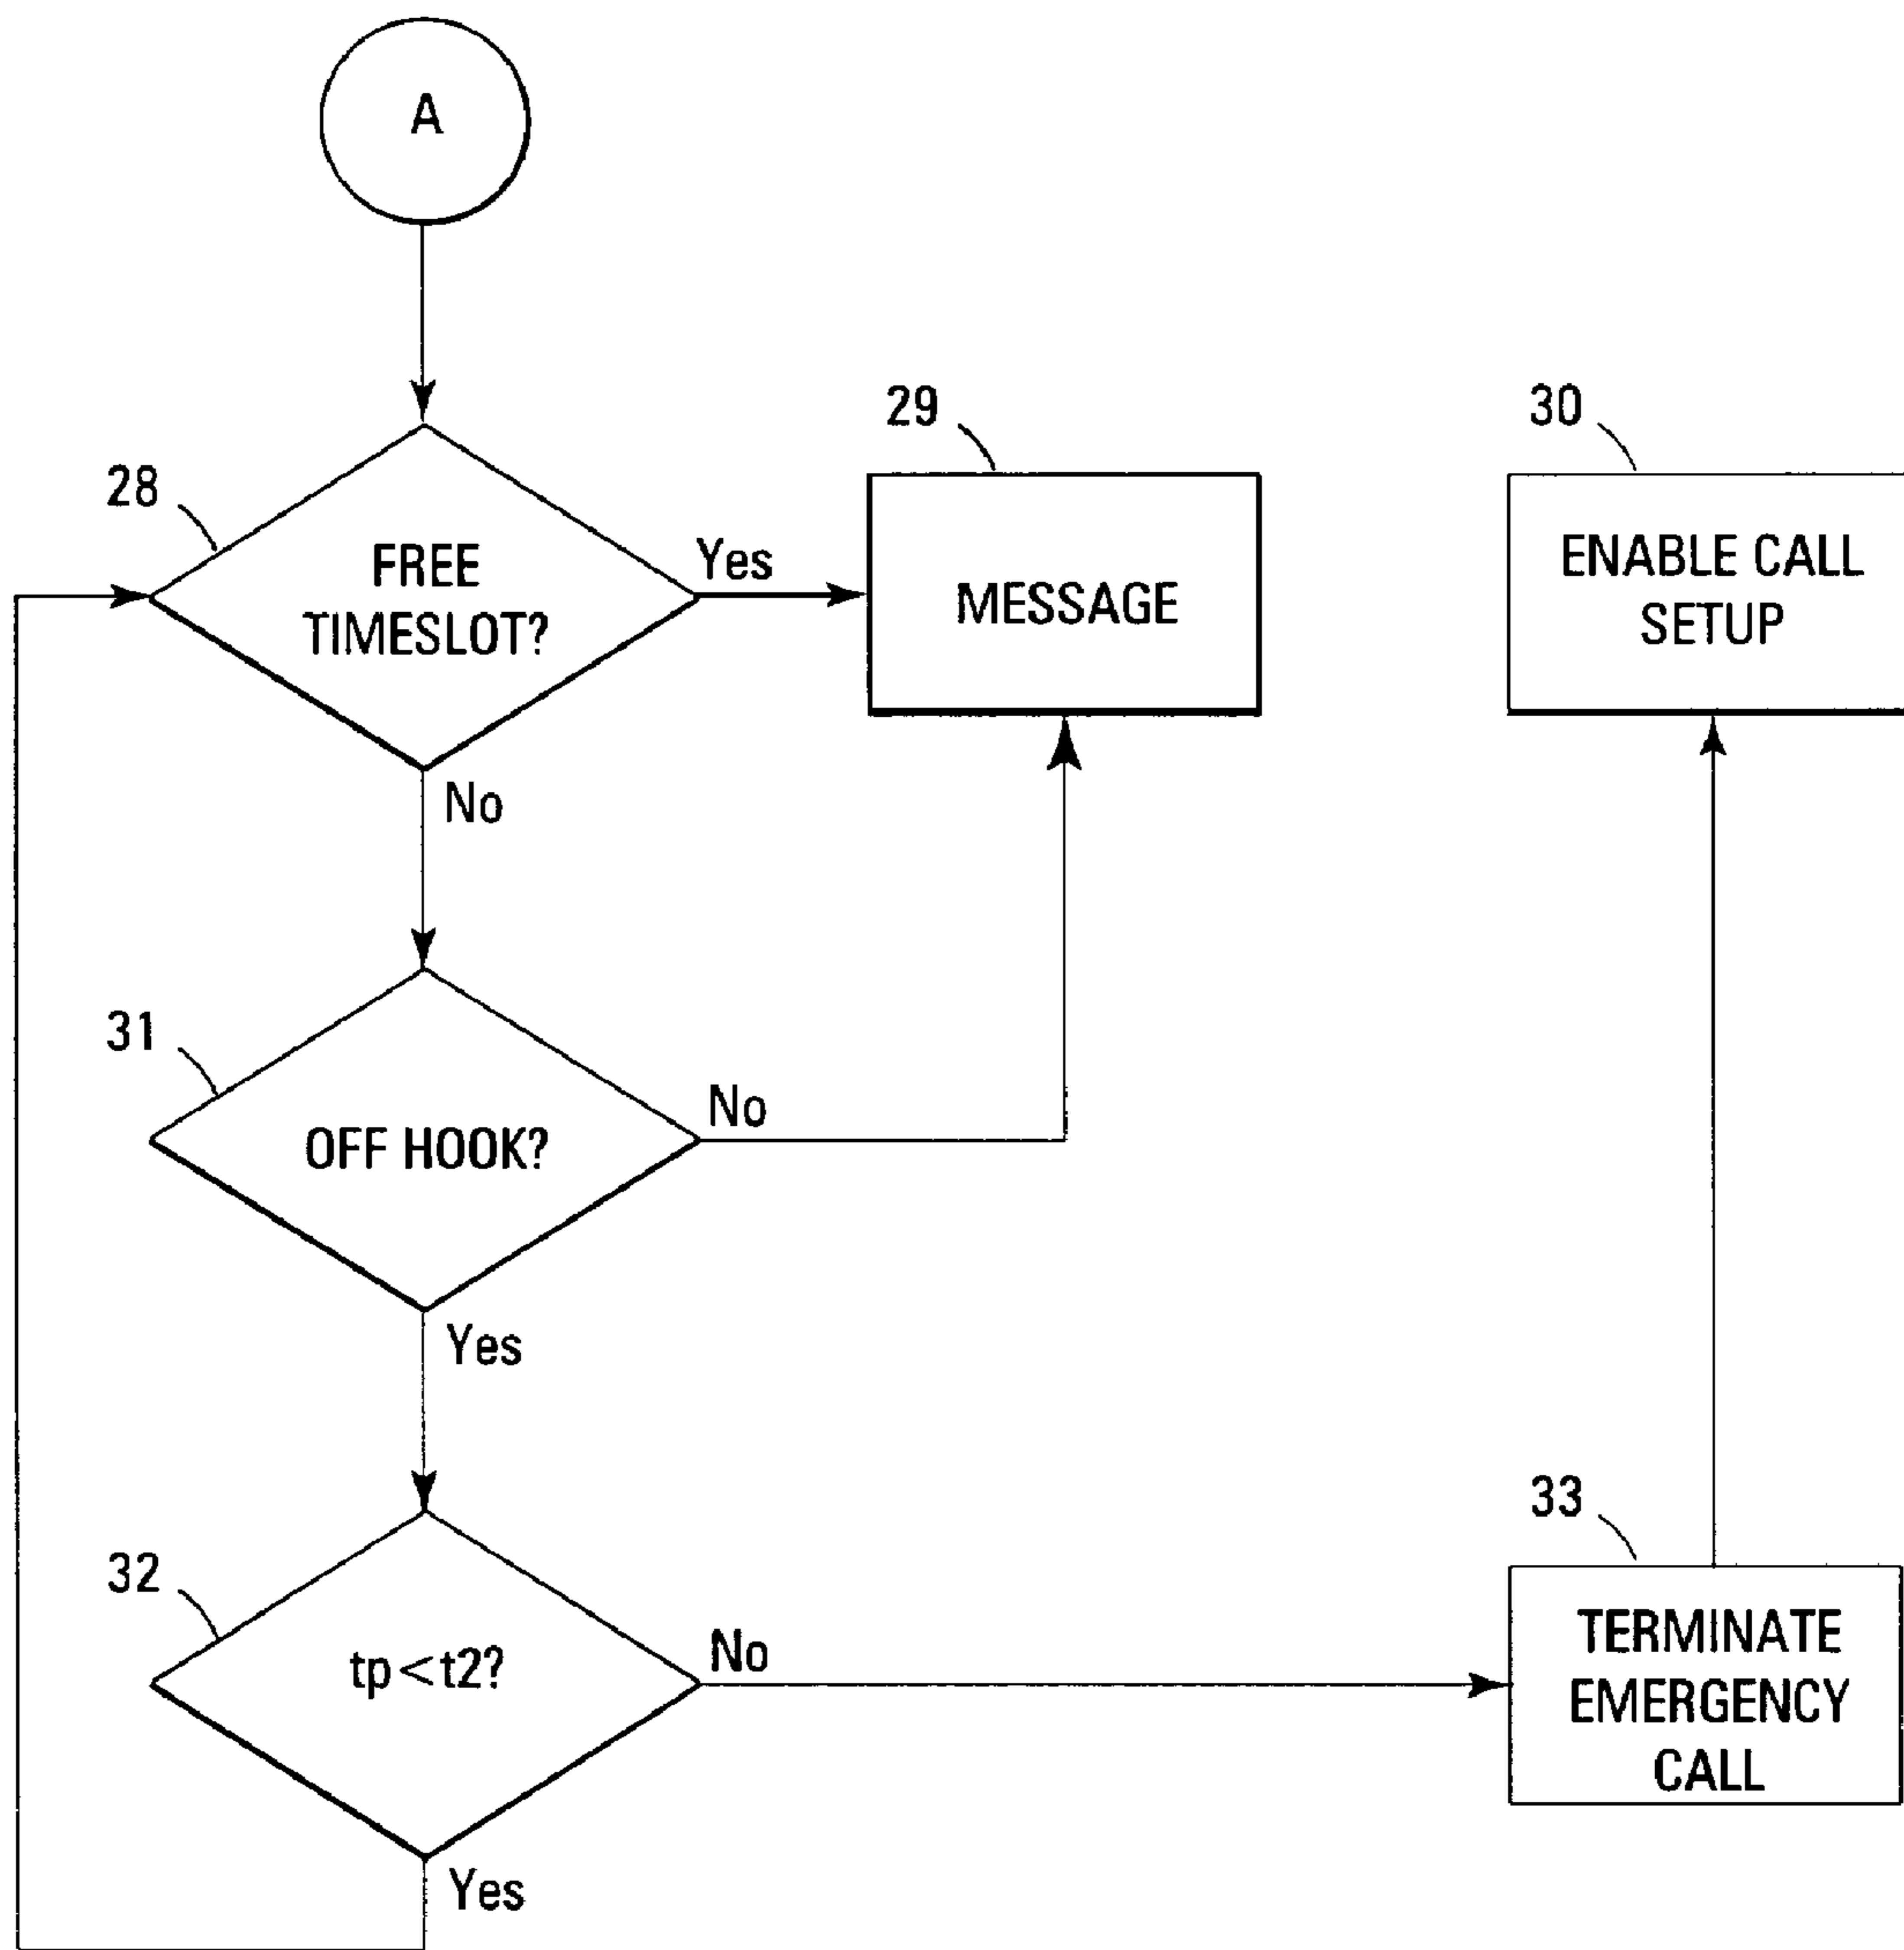 A
29
30
28
FREE
TIMESLOT?
Yes
MESSAGE
ENABLE CALL
SETUP
No
31
OFF HOOK?
No
Yes
32
tp<t2?
No
33
TERMINATE
EMERGENCY
CALL
Yes